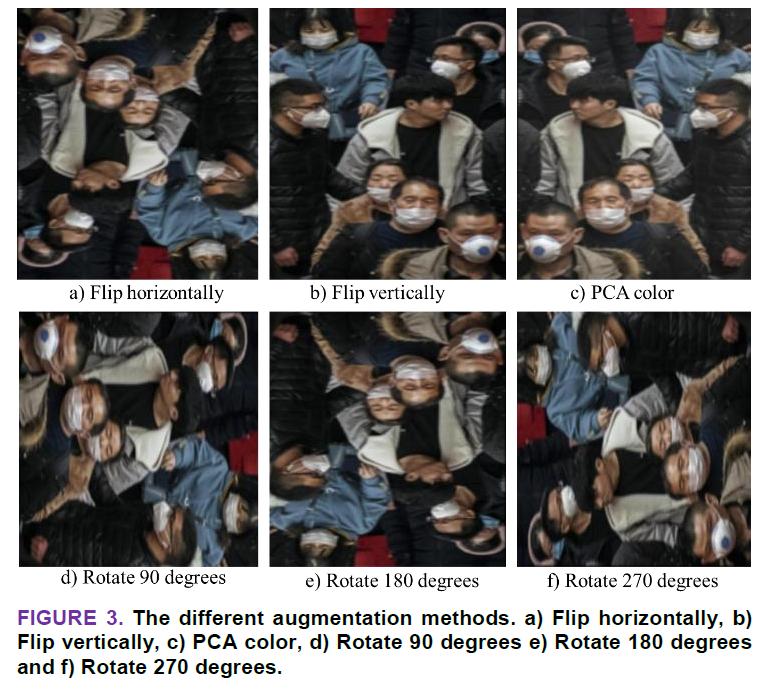 a) Flip horizontally
b) Flip vertically
c) PCA color
d) Rotate 90 degrees
e) Rotate 180 degrees
f) Rotate 270 degrees
FIGURE 3. The different augmentation methods. a) Flip horizontally, b)
Flip vertically, c) PCA color, d) Rotate 90 degrees e) Rotate 180 degrees
and f) Rotate 270 degrees.